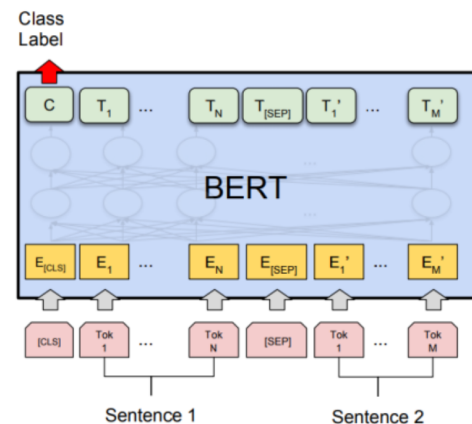 Class
Label
C T1 ... TN T[SEP] T1' ... TM'
...
BERT
...
E[CLS] E1 ... EN E[SEP] E1' ... EM'
[CLS] Tok 1 ... Tok N [SEP] Tok 1 ... Tok M
Sentence 1 Sentence 2